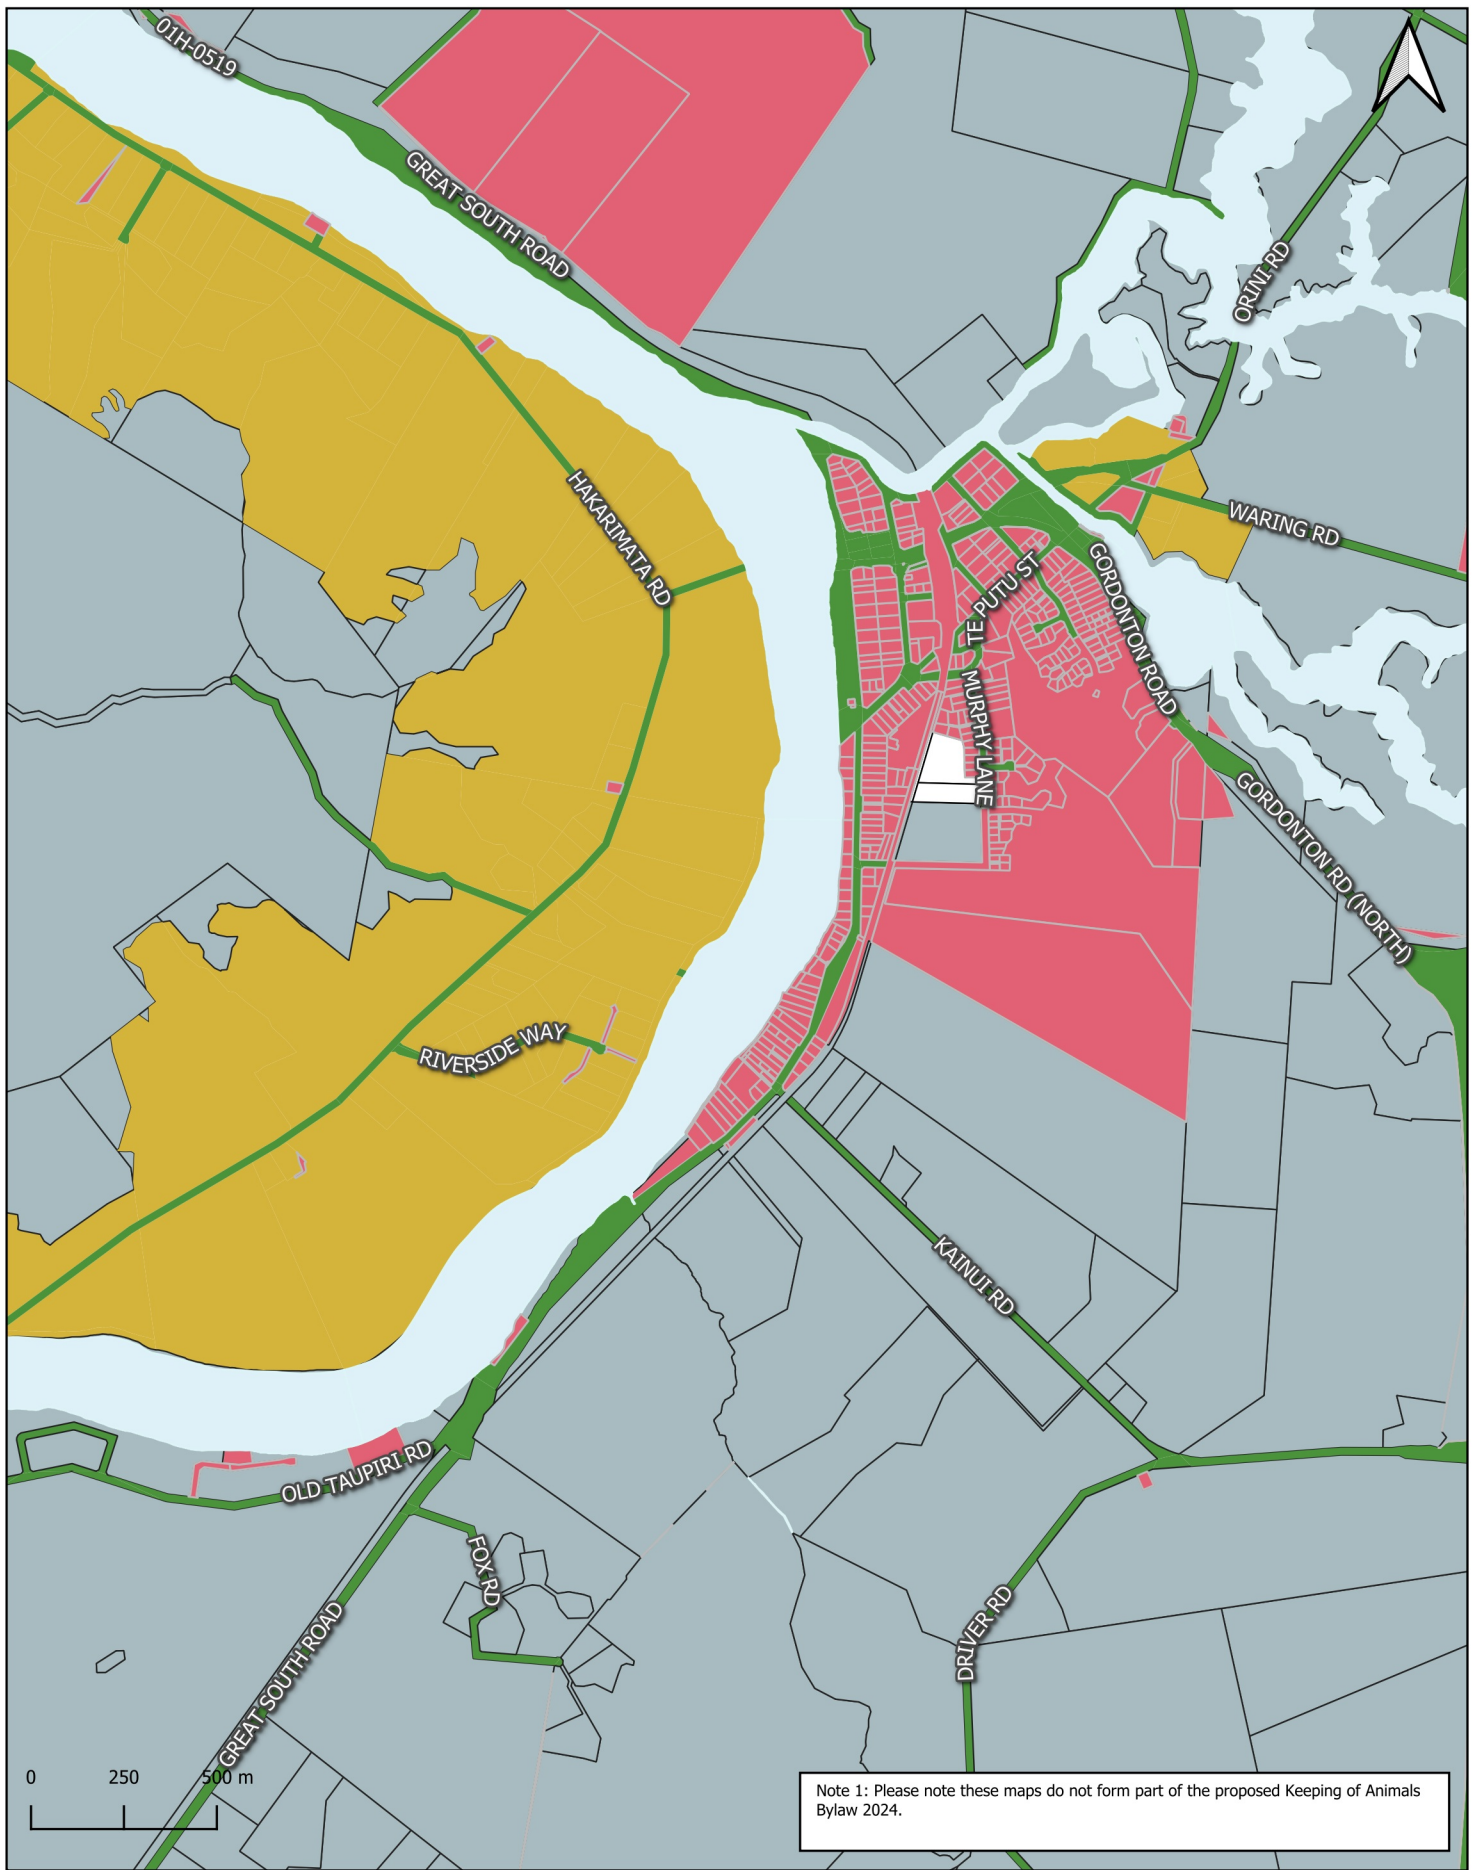 01H-0519
GREAT SOUTH ROAD
ORINI RD
HAKARIMATA RD
WARING RD
TE PUTU ST
GORDONTON ROAD
MURPHY LANE
GORDONTON RD (NORTH)
RIVERSIDE WAY
KAINUI RD
OLD TAUPIRI RD
FOX RD
DRIVER RD
GREAT SOUTH ROAD
0 250 500 m
Note 1: Please note these maps do not form part of the proposed Keeping of Animals
Bylaw 2024.